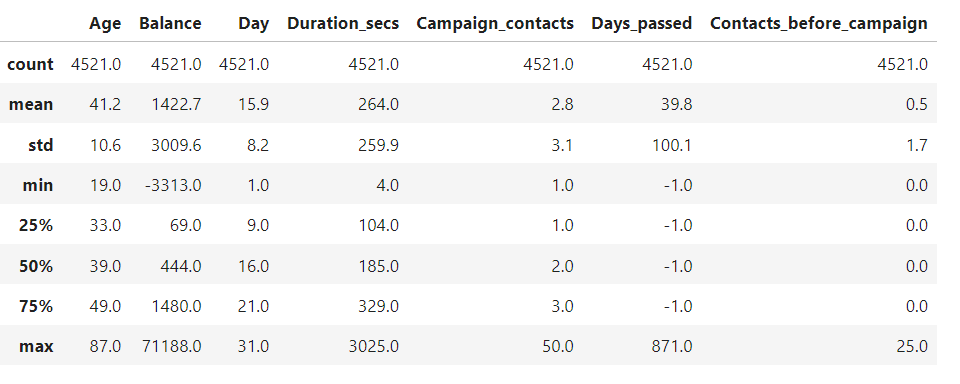 Age Balance Day Duration_secs Campaign_contacts Days_passed Contacts_before_campaign
count 4521.0 4521.0 4521.0 4521.0 4521.0 4521.0 4521.0
mean 41.2 1422.7 15.9 264.0 2.8 39.8 0.5
std 10.6 3009.6 8.2 259.9 3.1 100.1 1.7
min 19.0 -3313.0 1.0 4.0 1.0 -1.0 0.0
25% 33.0 69.0 9.0 104.0 1.0 -1.0 0.0
50% 39.0 444.0 16.0 185.0 2.0 -1.0 0.0
75% 49.0 1480.0 21.0 329.0 3.0 -1.0 0.0
max 87.0 71188.0 31.0 3025.0 50.0 871.0 25.0